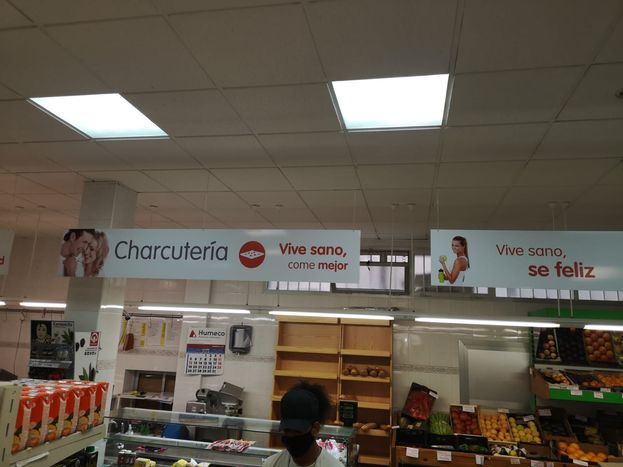 Charcutería
Vive sano,
come mejor
Vive sano,
se feliz
Humeco